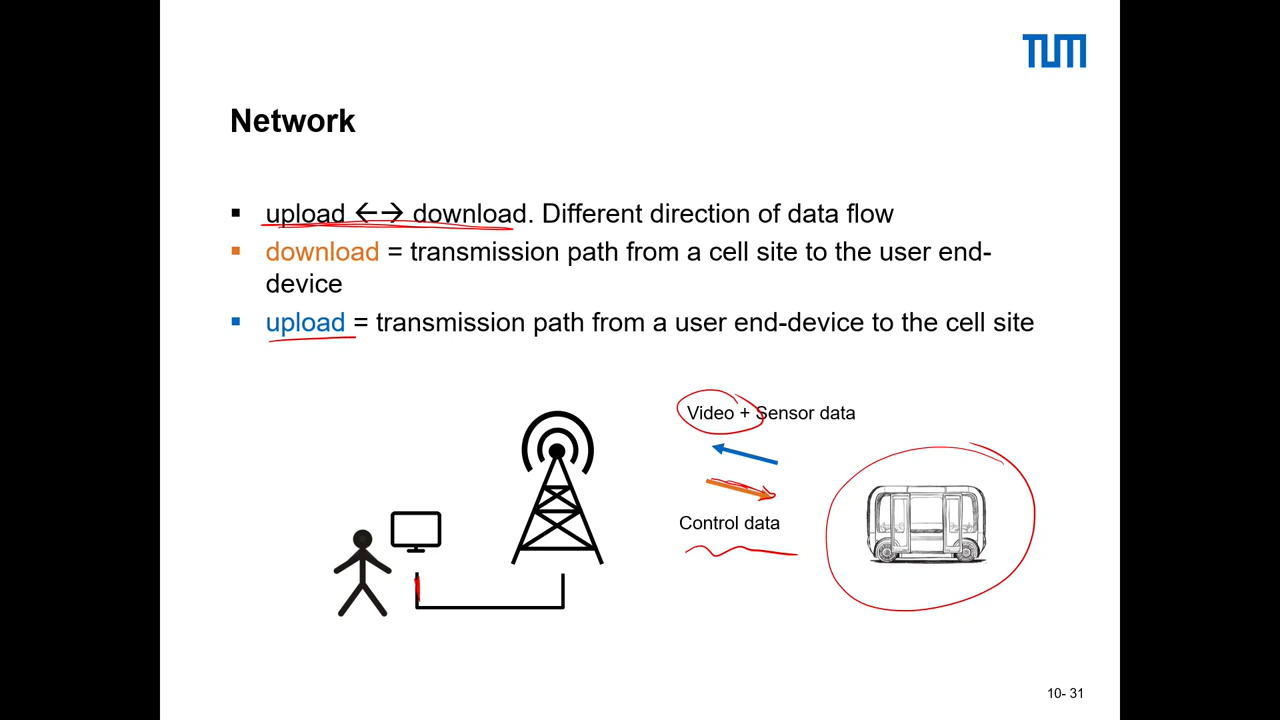 TUM
Network
▪ upload ←→ download. Different direction of data flow
▪ download = transmission path from a cell site to the user end-
device
▪ upload = transmission path from a user end-device to the cell site
Video + Sensor data
Control data
10- 31